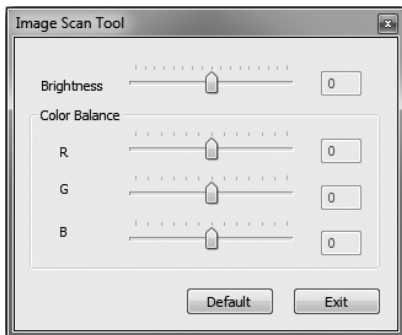 Image Scan Tool
Brightness 0
Color Balance
R 0
G 0
B 0
Default Exit